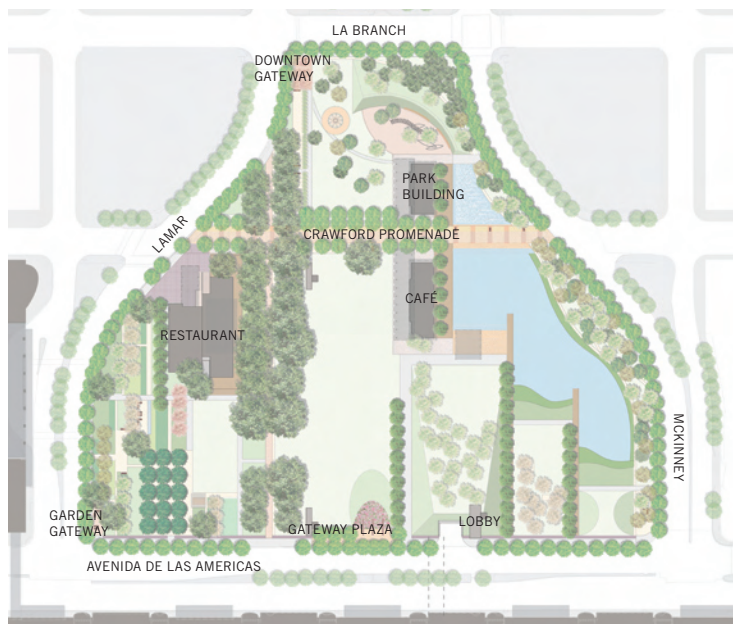 LA BRANCH
DOWNTOWN
GATEWAY
PARK
BUILDING
LAMAR
CRAWFORD PROMENADE
CAFÉ
RESTAURANT
MCKINNEY
GARDEN
GATEWAY
GATEWAY PLAZA
LOBBY
AVENIDA DE LAS AMERICAS